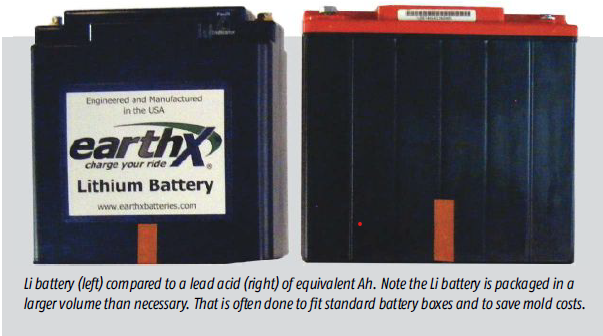 Engineered and Manufactured
in the USA
earthX
charge your ride ®
Lithium Battery
www.earthxbatteries.com
Li battery (left) compared to a lead acid (right) of equivalent Ah. Note the Li battery is packaged in a
larger volume than necessary. That is often done to fit standard battery boxes and to save mold costs.